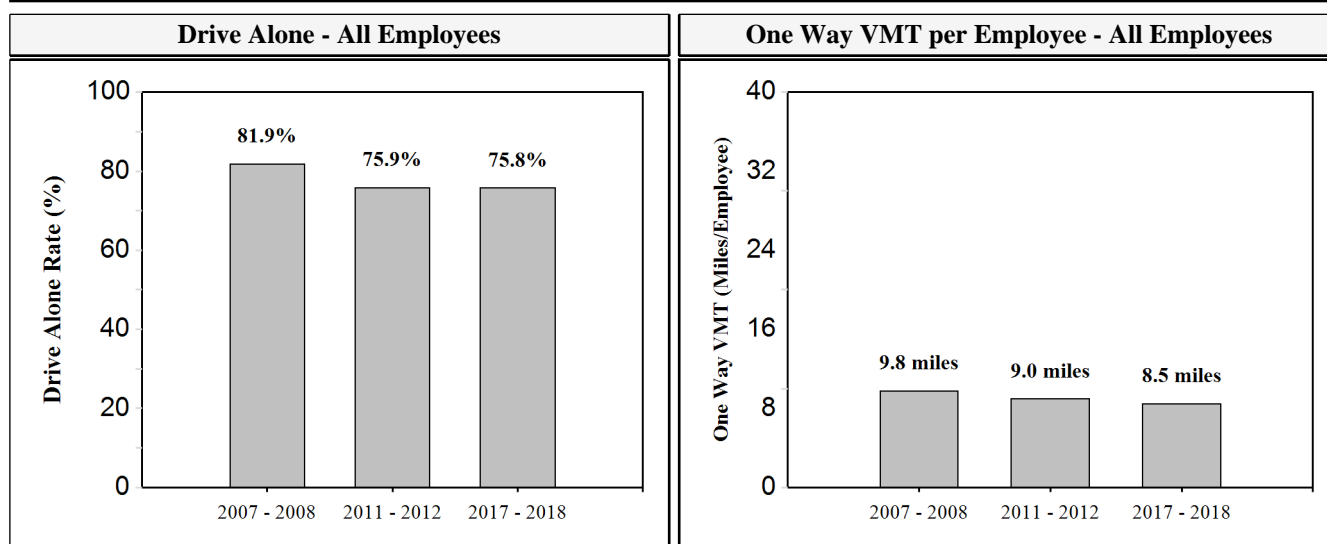 Drive Alone - All Employees
One Way VMT per Employee - All Employees
Drive Alone Rate (%)
100
80
60
40
20
0
81.9%
75.9%
75.8%
2007 - 2008
2011 - 2012
2017 - 2018
One Way VMT (Miles/Employee)
40
32
24
16
8
0
9.8 miles
9.0 miles
8.5 miles
2007 - 2008
2011 - 2012
2017 - 2018